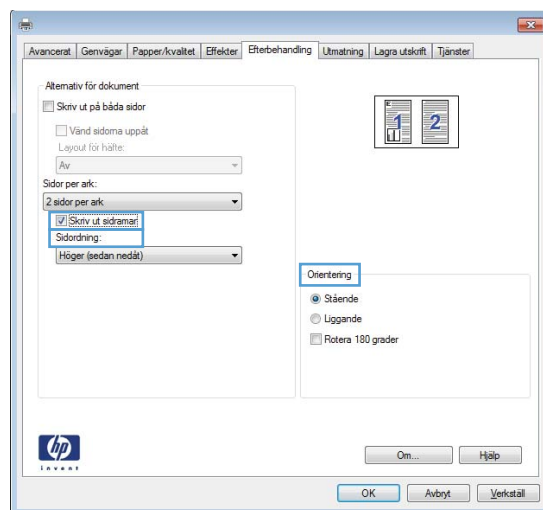 Avancerat Genvägar Papper/kvalitet Effekter Efterbehandling Utmatning Lagra utskrift Tjänster
Alternativ för dokument
Skriv ut på båda sidor
Vänd sidorna uppåt
Layout för häfte:
Av
Sidor per ark:
2 sidor per ark
Skriv ut sidramar
Sidordning:
Höger (sedan nedåt)
1 2
Orientering
Stående
Liggande
Rotera 180 grader
hp
invent
Om... Hjälp
OK Avbryt Verkställ